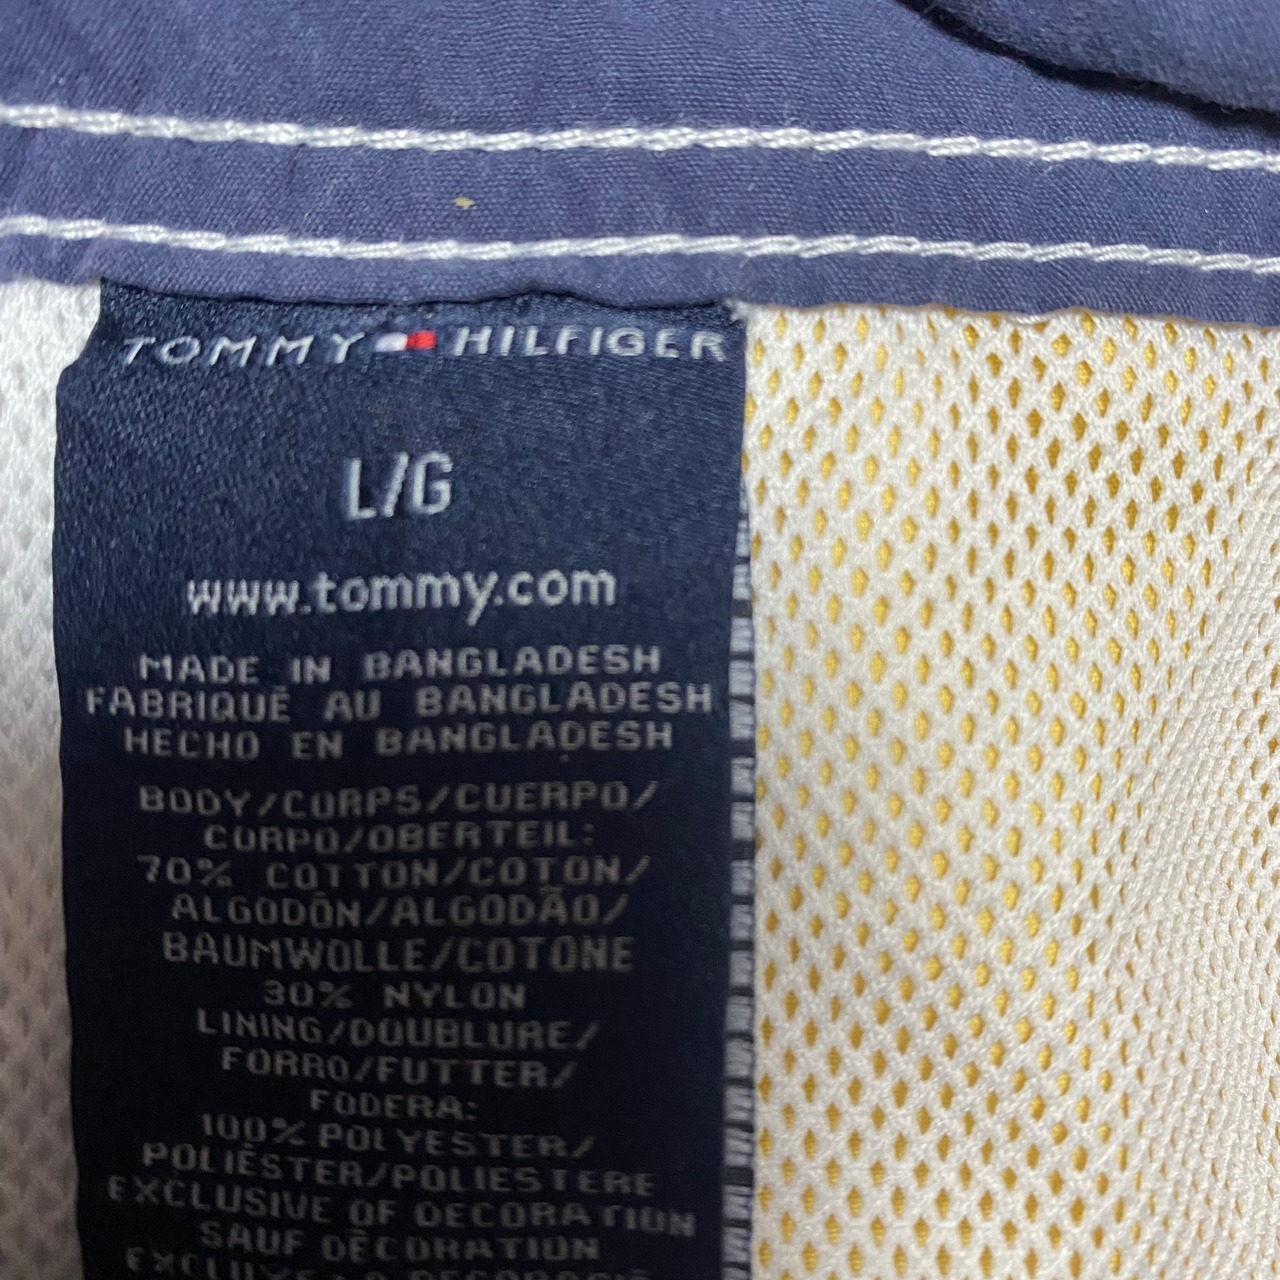 TOMMY HILFIGER
L/G
www.tommy.com
MADE IN BANGLADESH
FABRIQUÉ AU BANGLADESH
HECHO EN BANGLADESH
BODY/CORPS/CUERPO/
CORPO/OBERTEIL:
70% COTTON/COTON/
ALGODÓN/ALGODÃO/
BAUMWOLLE/COTONE
30% NYLON
LINING/DOUBLURE/
FORRO/FUTTER/
FODERA:
100% POLYESTER/
POLIÉSTER/POLIESTERE
EXCLUSIVE OF DECORATION
SAUF DÉCORATION